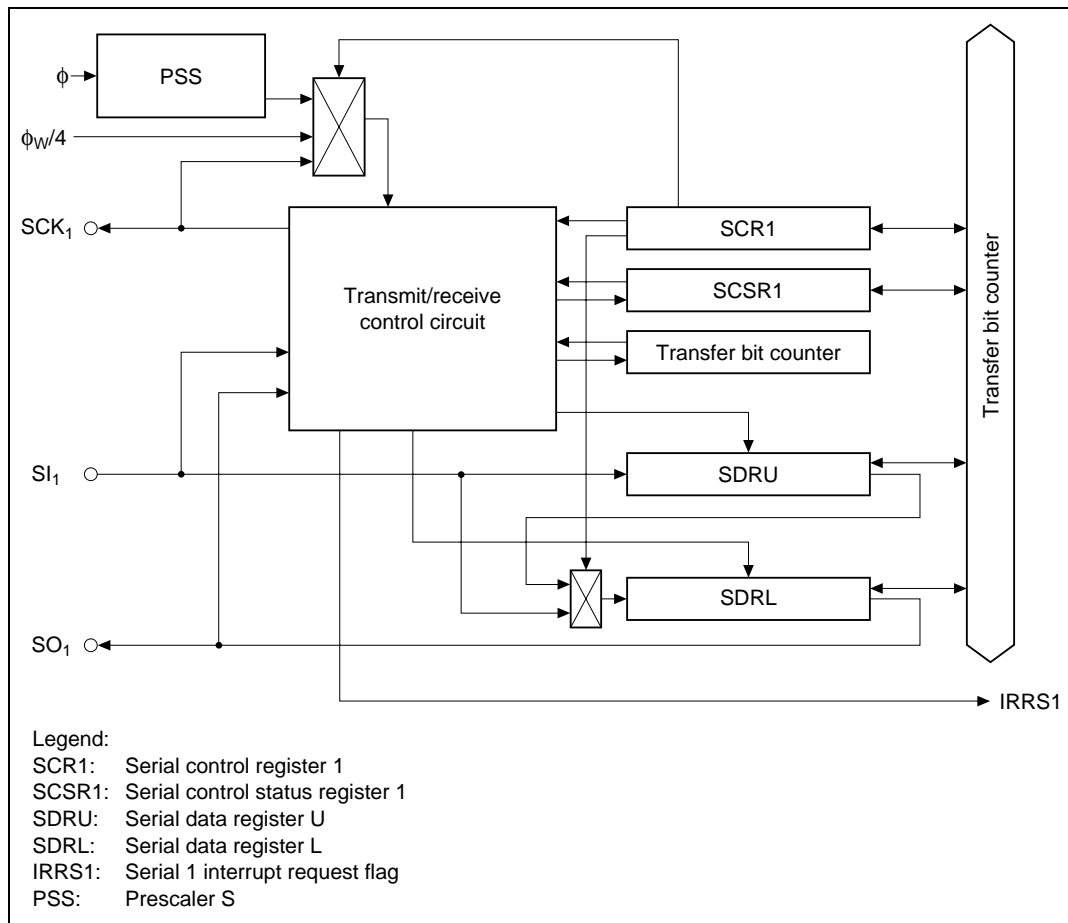 ϕ
PSS
ϕW/4
SCK1
SCR1
Transmit/receive
control circuit
SCSR1
Transfer bit counter
Transfer bit counter
SI1
SDRU
SDRL
SO1
IRRS1
Legend:
SCR1: Serial control register 1
SCSR1: Serial control status register 1
SDRU: Serial data register U
SDRL: Serial data register L
IRRS1: Serial 1 interrupt request flag
PSS: Prescaler S